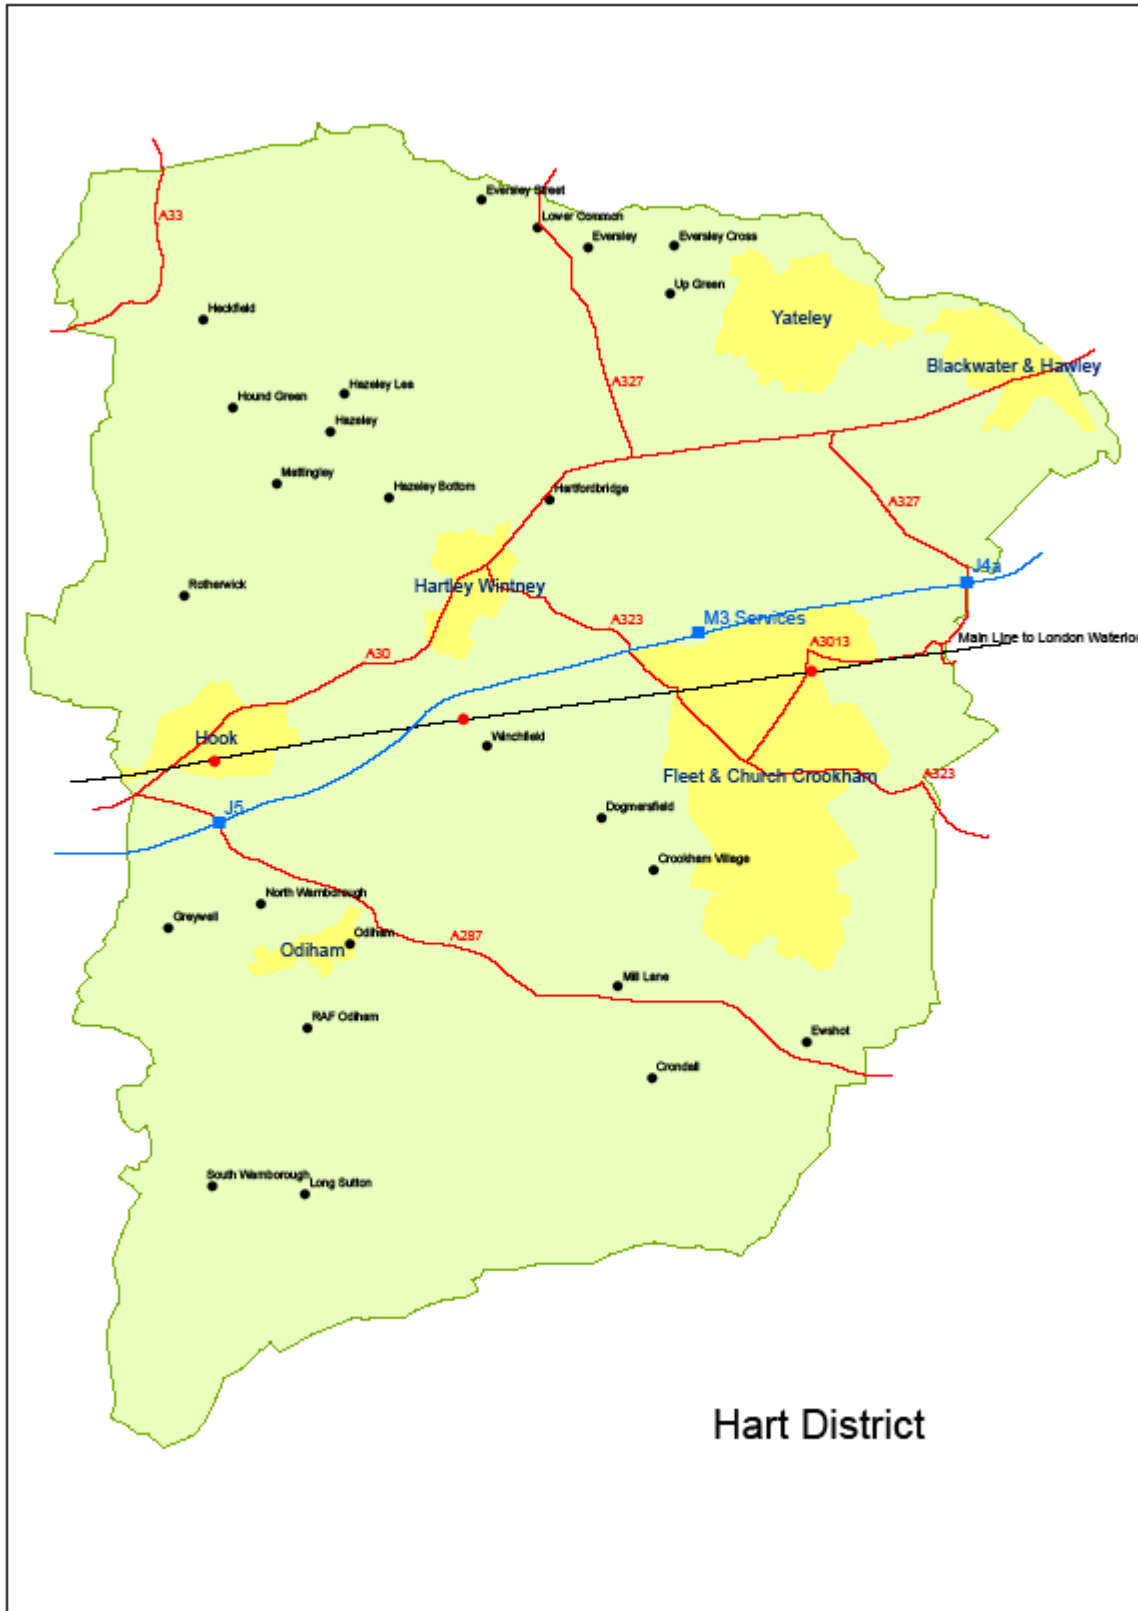 Eversley Street
A33
Lower Common
Eversley
Eversley Cross
Up Green
Heckfield
Yateley
Blackwater & Hawley
A327
Hazeley Lea
Hound Green
Hazeley
Mattingley
Hazeley Bottom
Hartfordbridge
A327
J4a
Rotherwick
Hartley Wintney
A323
M3 Services
A3013
Main Line to London Waterloo
A30
Hook
Winchfield
Fleet & Church Crookham
A323
J5
Dogmersfield
Crookham Village
North Warnborough
Greywell
Odiham
Odiham
A287
Mill Lane
RAF Odiham
Ewshot
Crondall
South Warnborough
Long Sutton
Hart District